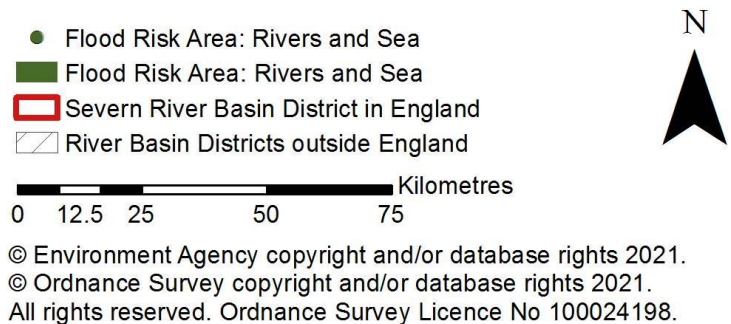 N
Flood Risk Area: Rivers and Sea
Flood Risk Area: Rivers and Sea
Severn River Basin District in England
River Basin Districts outside England
Kilometres
0 12.5 25 50 75
© Environment Agency copyright and/or database rights 2021.
© Ordnance Survey copyright and/or database rights 2021.
All rights reserved. Ordnance Survey Licence No 100024198.